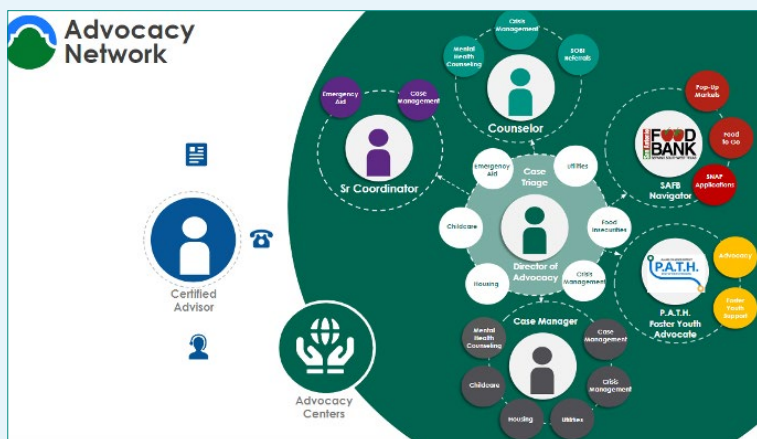 Advocacy
Network
Crisis
Management
Mental
Health
Counseling
SOBI
Referrals
Counselor
Emergency
Aid
Case
Management
Sr Coordinator
Pop-Up
Markets
Food
to Go
SNAP
Applications
FOOD
BANK
SAFB
Navigator
Case
Triage
Emergency
Aid
Utilities
Childcare
Food
Insecurities
Housing
Crisis
Management
Director of
Advocacy
P.A.T.H.
P.A.T.H
Foster Youth
Advocate
Advocacy
Foster
Youth
Support
Certified
Advisor
Case Manager
Mental
Health
Counseling
Case
Management
Childcare
Crisis
Management
Housing
Utilities
Advocacy
Centers